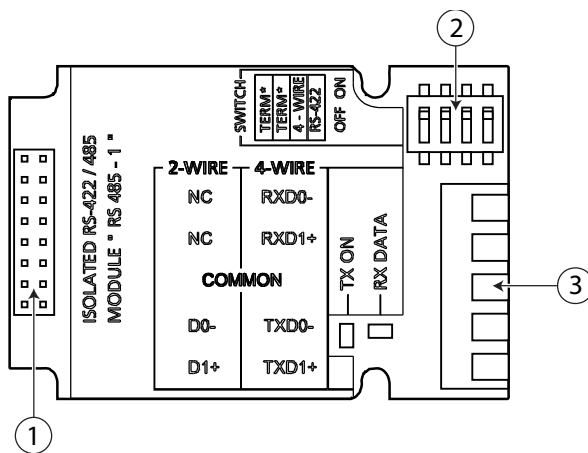 2
SWITCH
TERM*
TERM*
4 - WIRE
RS-422
OFF ON
ISOLATED RS-422 / 485
MODULE " RS 485 - 1 "
2-WIRE 4-WIRE
NC RXD0-
NC RXD1+
COMMON
D0- TXD0-
D1+ TXD1+
TX ON
RX DATA
3
1